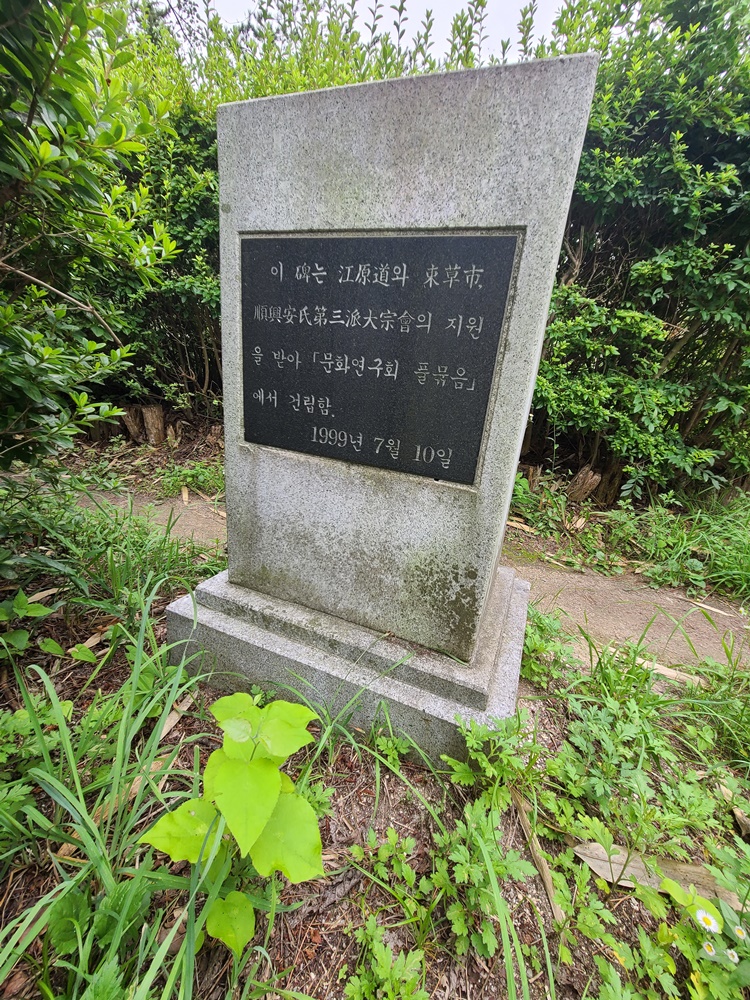 이 碑는 江原道와 束草市,
順興安氏第三派大宗會의 지원
을 받아 「문화연구회 풀묶음」
에서 건립함.
1999년 7월 10일